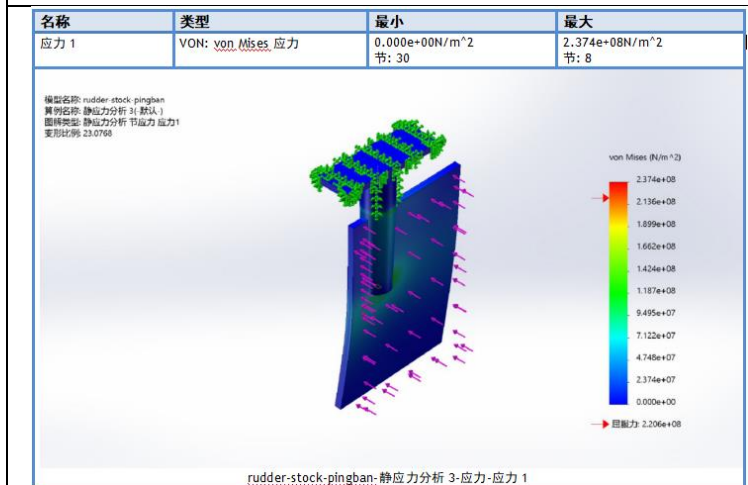 名称 类型 最小 最大
应力 1 VON: von Mises 应力 0.000e+00N/m^2 2.374e+08N/m^2
节: 30 节: 8
模型名称: rudder-stock-pingban
算例名称: 静应力分析 3(-默认-)
图解类型: 静应力分析 节应力 应力1
变形比例: 23.0768
von Mises (N/m^2)
2.374e+08
2.136e+08
1.899e+08
1.662e+08
1.424e+08
1.187e+08
9.495e+07
7.122e+07
4.748e+07
2.374e+07
0.000e+00
屈服力: 2.206e+08
rudder-stock-pingban-静应力分析 3-应力-应力 1